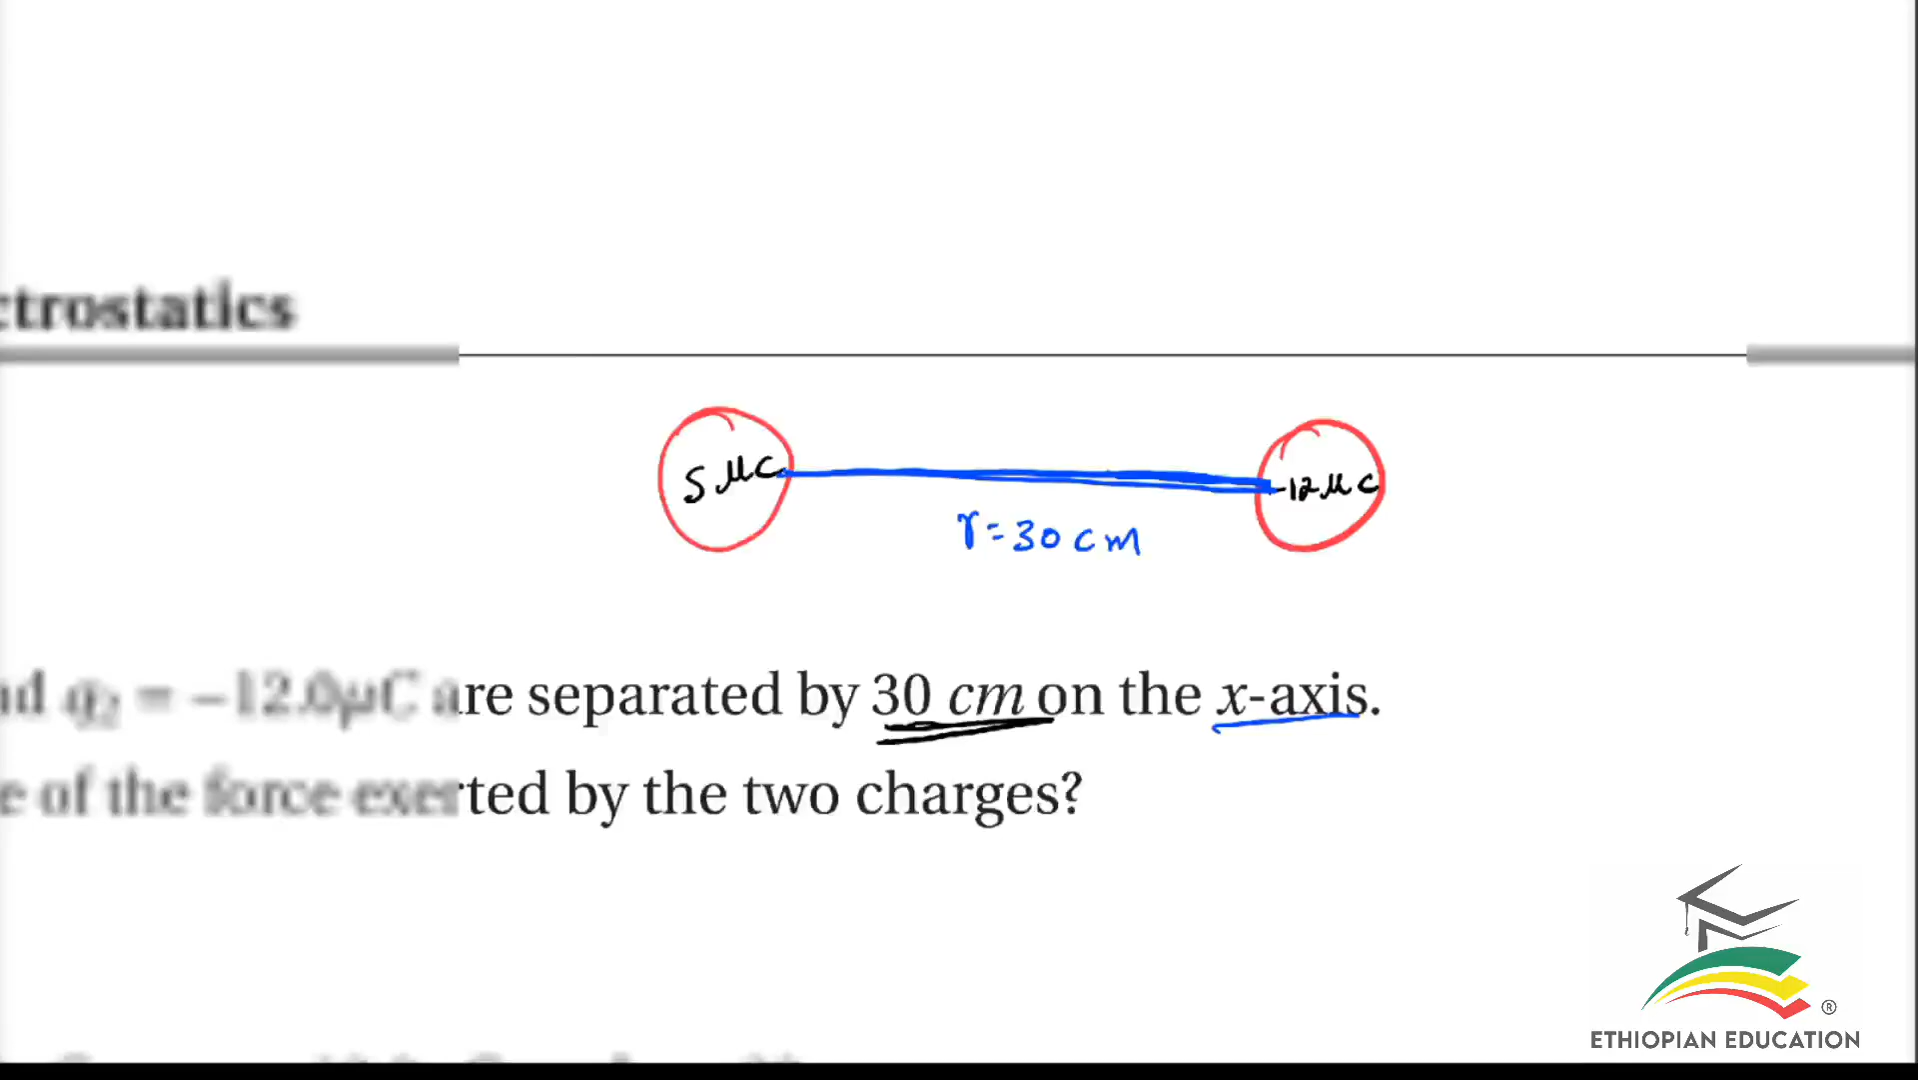 ctrostatics
5 μC
-12 μC
r = 30 cm
nd q₂ = −12.0μC are separated by 30 cm on the x-axis.
e of the force exerted by the two charges?
®
ETHIOPIAN EDUCATION